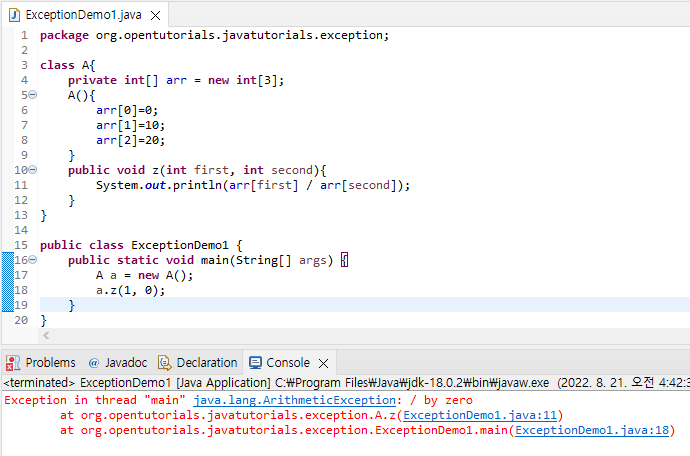 ExceptionDemo1.java
1 package org.opentutorials.javatutorials.exception;
2
3 class A{
4 private int[] arr = new int[3];
5 A(){
6 arr[0]=0;
7 arr[1]=10;
8 arr[2]=20;
9 }
10 public void z(int first, int second){
11 System.out.println(arr[first] / arr[second]);
12 }
13 }
14
15 public class ExceptionDemo1 {
16 public static void main(String[] args) {
17 A a = new A();
18 a.z(1, 0);
19 }
20 }
Problems @ Javadoc Declaration Console
<terminated> ExceptionDemo1 [Java Application] C:₩Program Files₩Java₩jdk-18.0.2₩bin₩javaw.exe (2022. 8. 21. 오전 4:42:3
Exception in thread "main" java.lang.ArithmeticException: / by zero
at org.opentutorials.javatutorials.exception.A.z(ExceptionDemo1.java:11)
at org.opentutorials.javatutorials.exception.ExceptionDemo1.main(ExceptionDemo1.java:18)